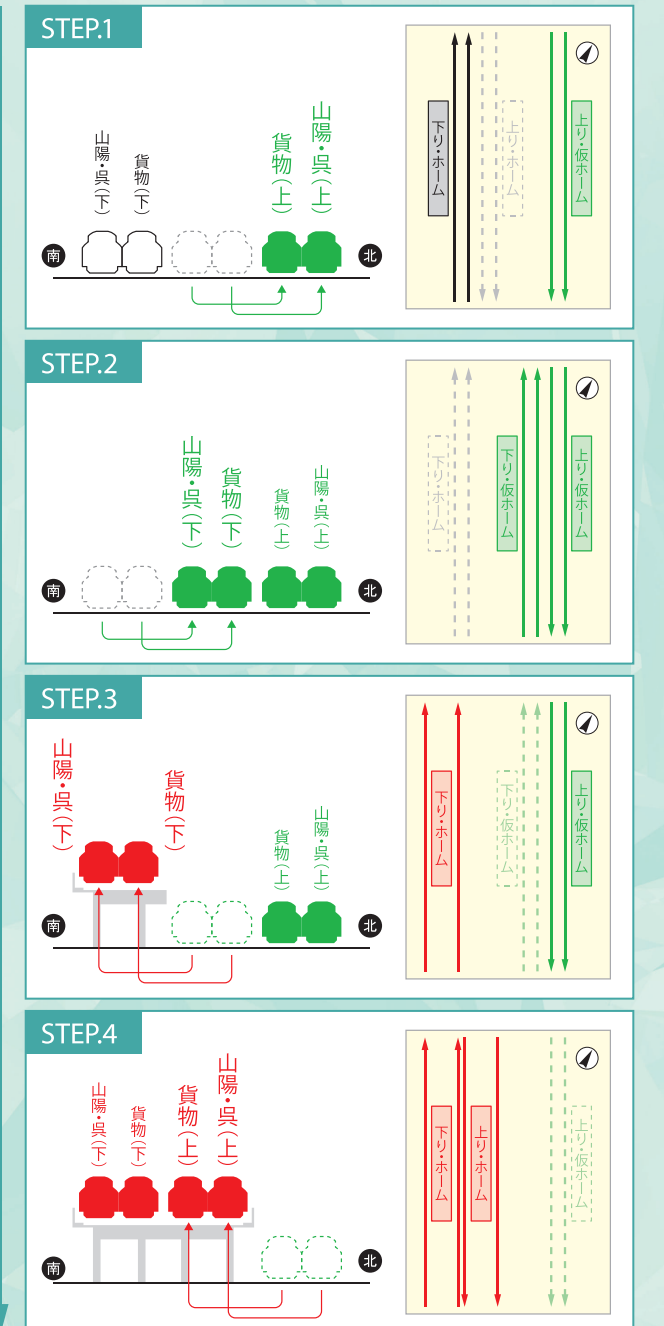 STEP.1
山陽・呉（下）
貨物（下）
貨物（上）
山陽・呉（上）
南
北
下り・ホーム
上り・ホーム
上り・仮ホーム
STEP.2
山陽・呉（下）
貨物（下）
貨物（上）
山陽・呉（上）
南
北
下り・ホーム
下り・仮ホーム
上り・仮ホーム
STEP.3
山陽・呉（下）
貨物（下）
貨物（上）
山陽・呉（上）
南
北
下り・ホーム
下り・仮ホーム
上り・仮ホーム
STEP.4
山陽・呉（下）
貨物（下）
貨物（上）
山陽・呉（上）
南
北
下り・ホーム
上り・ホーム
上り・仮ホーム